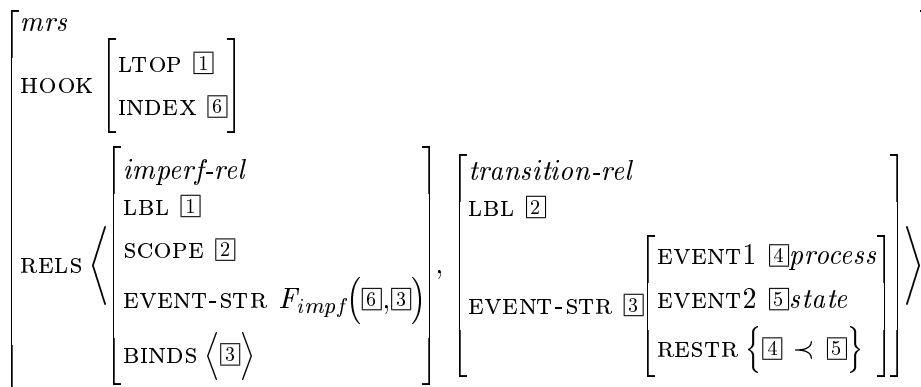 mrs
HOOK [LTOP 1
INDEX 6]
RELS ⟨ [imperf-rel
LBL 1
SCOPE 2
EVENT-STR F_impf(6,3)
BINDS ⟨3⟩] , [transition-rel
LBL 2
EVENT-STR 3 [EVENT1 4 process
EVENT2 5 state
RESTR {4 ≺ 5}]] ⟩